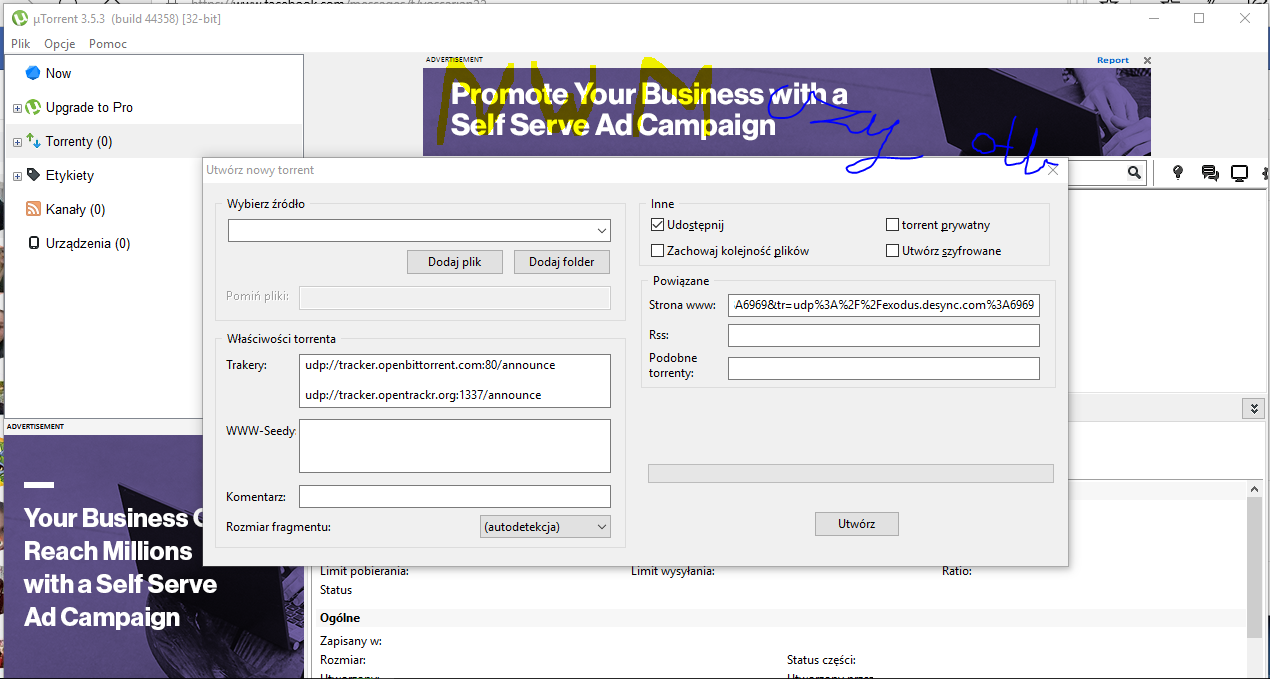 https://www.facebook.com/messages/t/
µTorrent 3.5.3 (build 44358) [32-bit]
Plik Opcje Pomoc
Now
Upgrade to Pro
Torrenty (0)
Etykiety
Kanały (0)
Urządzenia (0)
ADVERTISEMENT
Report
Promote Your Business with a
Self Serve Ad Campaign
Utwórz nowy torrent
Wybierz źródło
Dodaj plik Dodaj folder
Pomiń pliki:
Właściwości torrenta
Trakery:
udp://tracker.openbittorrent.com:80/announce
udp://tracker.opentrackr.org:1337/announce
WWW-Seedy
Komentarz:
Rozmiar fragmentu: (autodetekcja)
Inne
Udostępnij torrent prywatny
Zachowaj kolejność plików Utwórz szyfrowane
Powiązane
Strona www: A6969&tr=udp%3A%2F%2Fexodus.desync.com%3A6969
Rss:
Podobne
torrenty:
Utwórz
ADVERTISEMENT
Your Business
Reach Millions
with a Self Serve
Ad Campaign
Limit pobierania: Limit wysyłania: Ratio:
Status
Ogólne
Zapisany w:
Rozmiar: Status części: